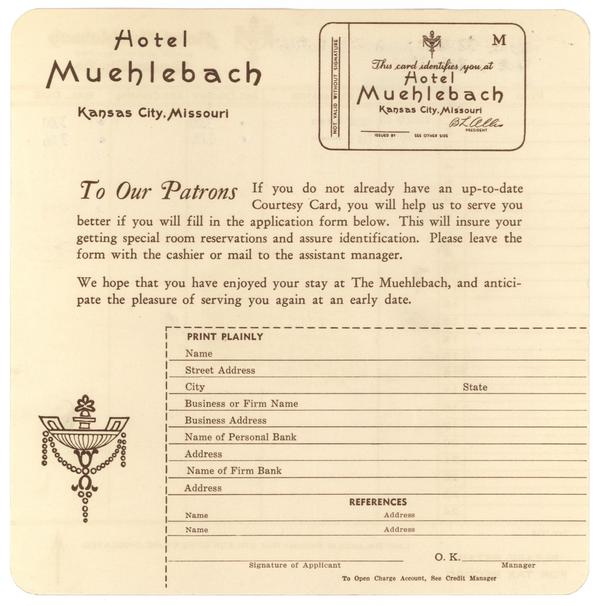 Hotel
Muehlebach
Kansas City, Missouri
NOT VALID WITHOUT SIGNATURE
M
This card identifies you at
Hotel
Muehlebach
Kansas City, Missouri
PRESIDENT
ISSUED BY SEE OTHER SIDE
To Our Patrons If you do not already have an up-to-date
Courtesy Card, you will help us to serve you
better if you will fill in the application form below. This will insure your
getting special room reservations and assure identification. Please leave the
form with the cashier or mail to the assistant manager.
We hope that you have enjoyed your stay at The Muehlebach, and antici-
pate the pleasure of serving you again at an early date.
PRINT PLAINLY
Name
Street Address
City State
Business or Firm Name
Business Address
Name of Personal Bank
Address
Name of Firm Bank
Address
REFERENCES
Name Address
Name Address
O. K.
Signature of Applicant Manager
To Open Charge Account, See Credit Manager